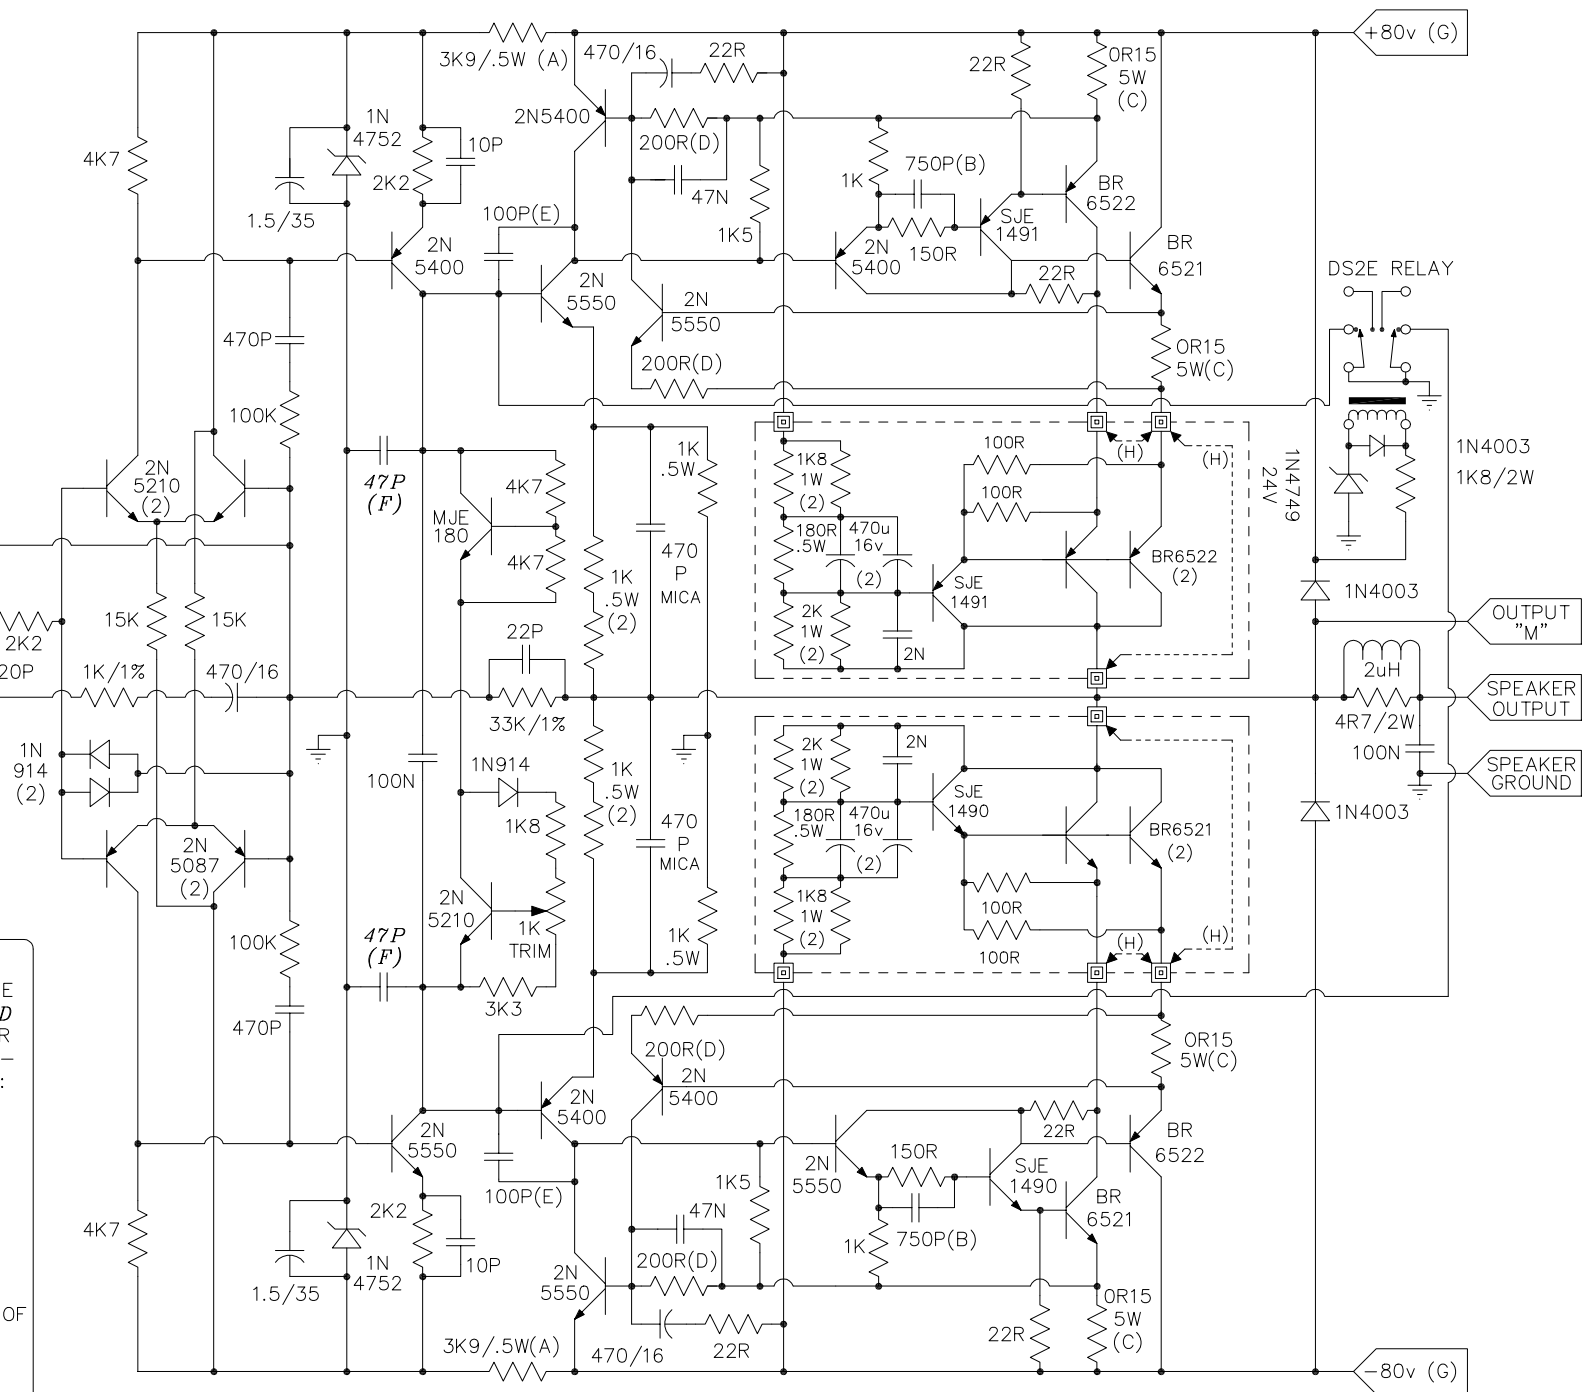 +80v (G)
3K9/.5W (A)
470/16
22R
22R
0R15
5W
(C)
1N
4752
10P
2N5400
200R(D)
4K7
2K2
47N
1K
750P(B)
BR
6522
1.5/35
100P(E)
1K5
SJE
1491
2N
5400
2N
5400
150R
BR
6521
2N
5550
2N
5550
22R
DS2E RELAY
470P
200R(D)
0R15
5W(C)
100K
1K
.5W
100R
(H)
(H)
1N4749
24V
1N4003
1K8/2W
2N
5210
(2)
47P
(F)
4K7
1K8
1W
(2)
100R
MJE
180
180R
.5W
470u
16v
(2)
4K7
470
P
MICA
BR6522
(2)
1K
.5W
(2)
SJE
1491
1N4003
OUTPUT
"M"
15K
15K
2K
1W
(2)
2K2
22P
2N
20P
1K/1%
470/16
2uH
SPEAKER
OUTPUT
33K/1%
4R7/2W
1N
914
(2)
100N
1N914
1K
.5W
(2)
2K
1W
(2)
2N
100N
SPEAKER
GROUND
SJE
1490
1K8
470
P
MICA
180R
.5W
470u
16v
(2)
1N4003
BR6521
(2)
2N
5087
(2)
2N
5210
1K
TRIM
1K8
1W
(2)
100R
100K
47P
(F)
1K
.5W
100R
(H)
(H)
E
D
R
–
:
470P
3K3
200R(D)
0R15
5W(C)
2N
5400
2N
5400
2N
5550
22R
BR
6522
100P(E)
1K5
2N
5550
150R
SJE
1490
4K7
2K2
47N
750P(B)
BR
6521
1N
4752
10P
200R(D)
1K
1.5/35
2N
5550
0R15
5W
(C)
OF
3K9/.5W(A)
470/16
22R
22R
-80v (G)